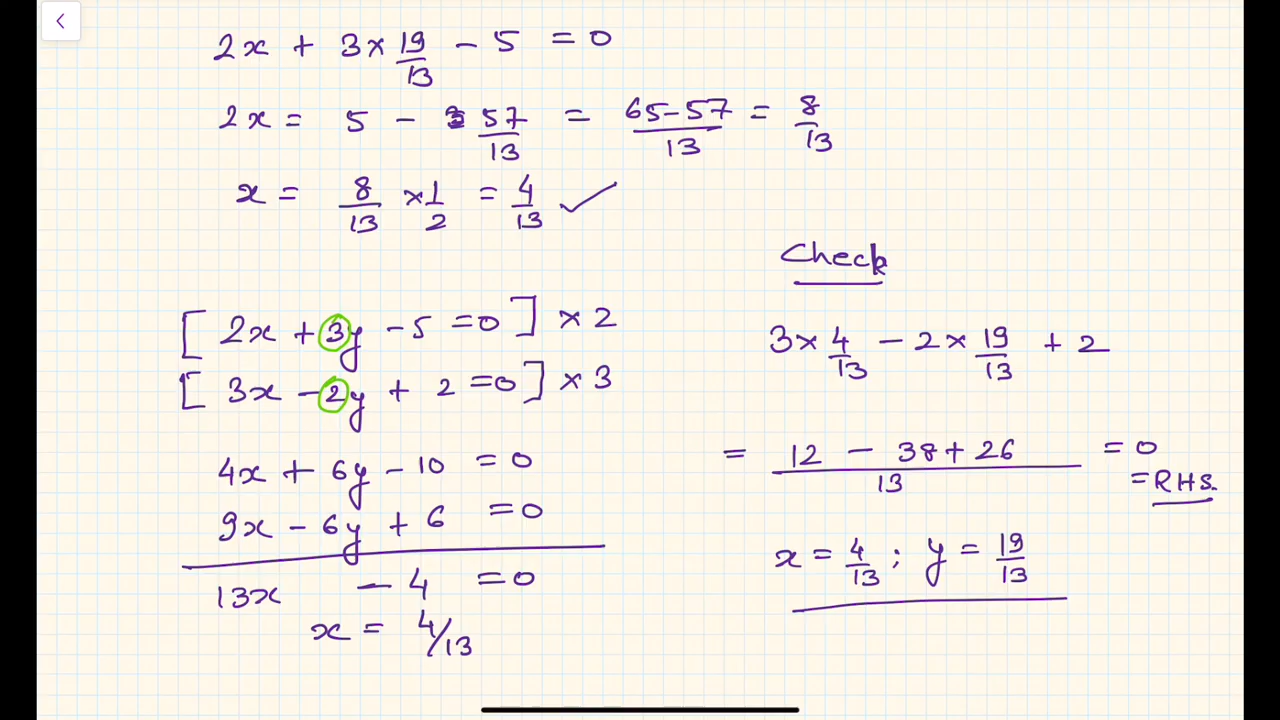 2x + 3 × 19/13 - 5 = 0
2x = 5 - 57/13 = 65-57/13 = 8/13
x = 8/13 × 1/2 = 4/13 ✓
[ 2x + 3y - 5 = 0 ] × 2
[ 3x - 2y + 2 = 0 ] × 3
4x + 6y - 10 = 0
9x - 6y + 6 = 0
13x - 4 = 0
x = 4/13
Check
3 × 4/13 - 2 × 19/13 + 2
= 12 - 38 + 26/13 = 0
= RHS.
x = 4/13 ; y = 19/13